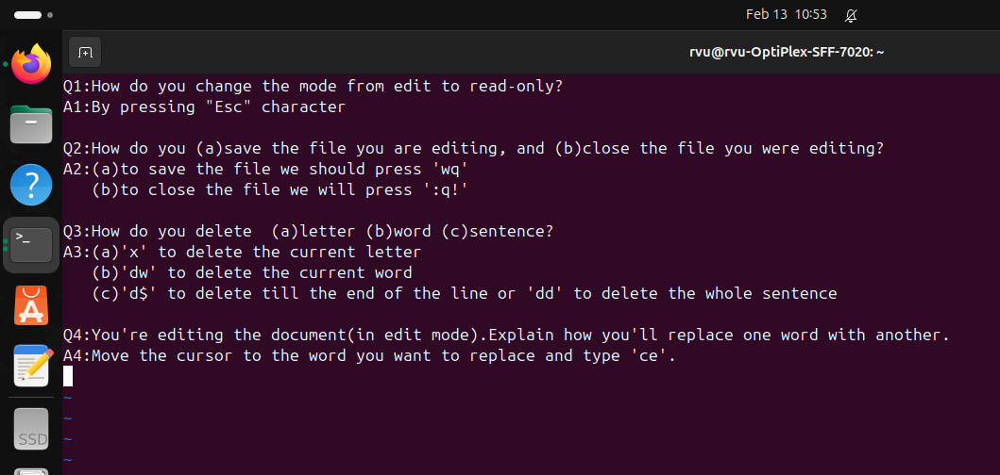 Feb 13 10:53
rvu@rvu-OptiPlex-SFF-7020: ~
Q1:How do you change the mode from edit to read-only?
A1:By pressing "Esc" character
Q2:How do you (a)save the file you are editing, and (b)close the file you were editing?
A2:(a)to save the file we should press 'wq'
(b)to close the file we will press ':q!'
Q3:How do you delete  (a)letter (b)word (c)sentence?
A3:(a)'x' to delete the current letter
(b)'dw' to delete the current word
(c)'d$' to delete till the end of the line or 'dd' to delete the whole sentence
Q4:You're editing the document(in edit mode).Explain how you'll replace one word with another.
A4:Move the cursor to the word you want to replace and type 'ce'.
~
~
~
~
SSD